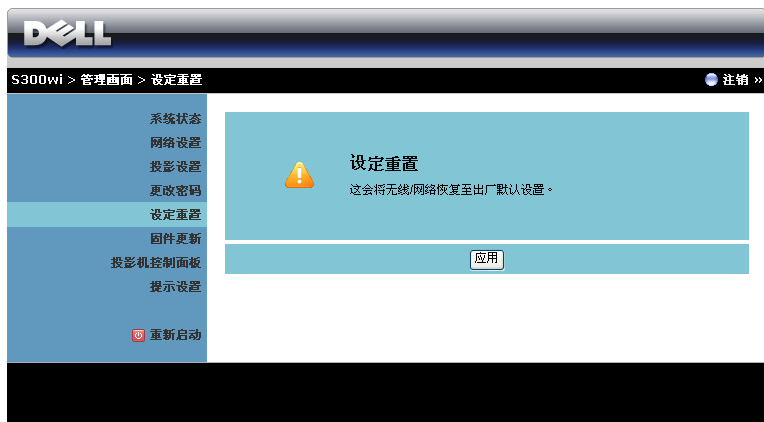 DELL
S300wi > 管理画面 > 设定重置
注销 »
系统状态
网络设置
投影设置
更改密码
设定重置
固件更新
投影机控制面板
提示设置
重新启动
设定重置
这会将无线/网络恢复至出厂默认设置。
应用